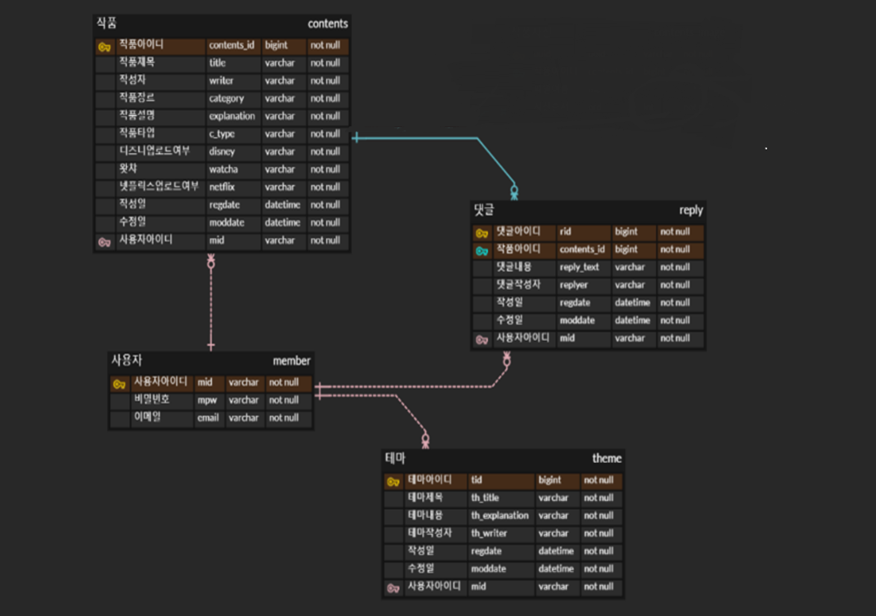 식품 contents
작품아이디 contents_id bigint not null
작품제목 title varchar not null
작성자 writer varchar not null
작품장르 category varchar not null
작품설명 explanation varchar not null
작품타입 c_type varchar not null
디즈니업로드여부 disney varchar not null
왓챠 watcha varchar not null
넷플릭스업로드여부 netflix varchar not null
작성일 regdate datetime not null
수정일 moddate datetime not null
사용자아이디 mid varchar not null
댓글 reply
댓글아이디 rid bigint not null
작품아이디 contents_id bigint not null
댓글내용 reply_text varchar not null
댓글작성자 replyer varchar not null
작성일 regdate datetime not null
수정일 moddate datetime not null
사용자아이디 mid varchar not null
사용자 member
사용자아이디 mid varchar not null
비밀번호 mpw varchar not null
이메일 email varchar not null
테마 theme
테마아이디 tid bigint not null
테마제목 th_title varchar not null
테마내용 th_explanation varchar not null
테마작성자 th_writer varchar not null
작성일 regdate datetime not null
수정일 moddate datetime not null
사용자아이디 mid varchar not null